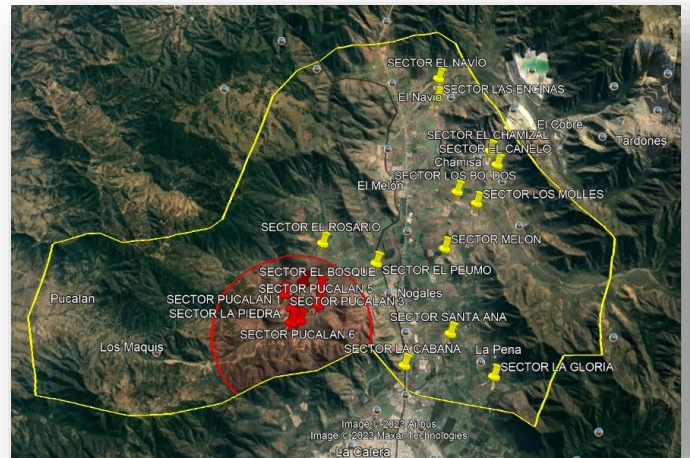 SECTOR EL NAVIO
SECTOR LAS ENCINAS
El Navio
El Cobre
SECTOR EL CHAMIZAL
Tardones
SECTOR EL CANELO
Chamisal
SECTOR LOS BOLDOS
El Melon
SECTOR LOS MOLLES
SECTOR EL ROSARIO
SECTOR MELON
SECTOR EL BOSQUE
SECTOR EL PEUMO
SECTOR PUCALAN 5
Nogales
Pucalan
SECTOR PUCALAN 1
SECTOR PUCALAN 3
SECTOR LA PIEDRA
SECTOR SANTA ANA
SECTOR PUCALAN 6
Los Maquis
SECTOR LA CABAÑA
La Pena
SECTOR LA GLORIA
Image © 2023 Airbus
Image © 2023 Maxar Technologies
La Calera